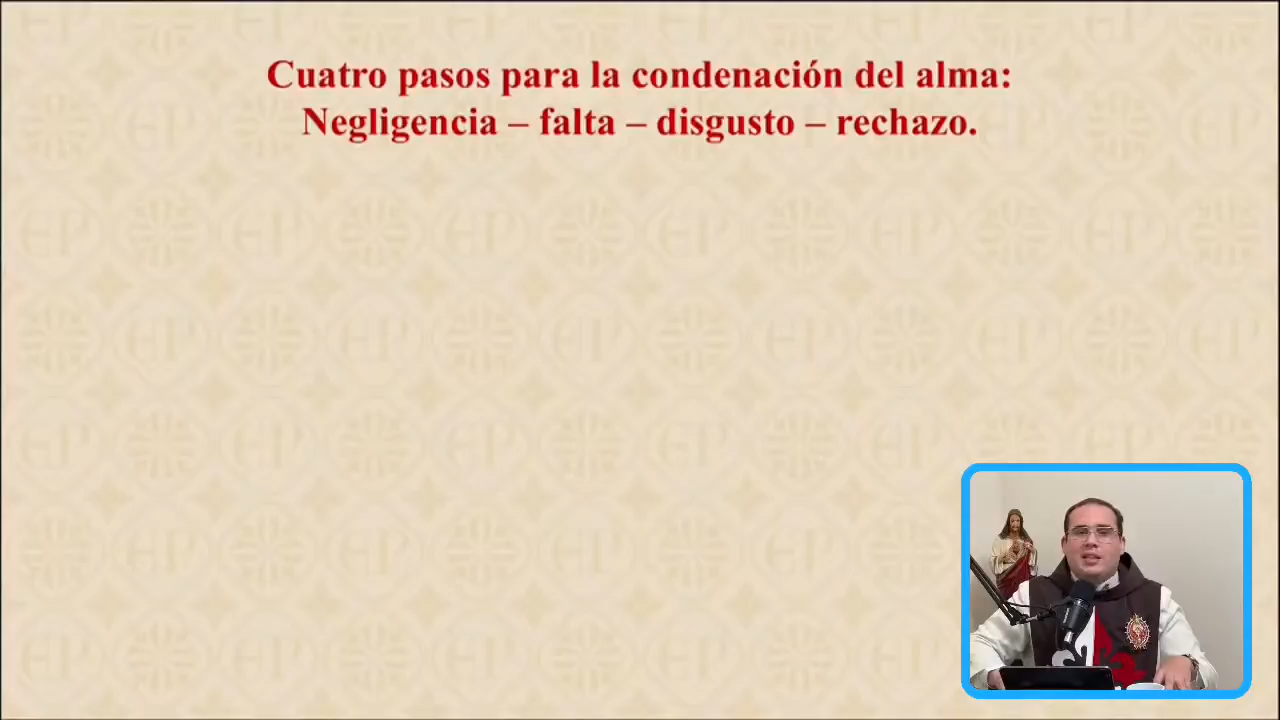 Cuatro pasos para la condenación del alma:
Negligencia – falta – disgusto – rechazo.